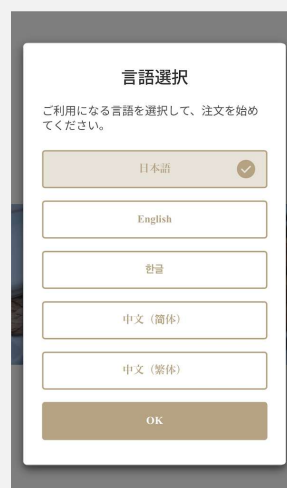 言語選択
ご利用になる言語を選択して、注文を始め
てください。
日本語
English
한글
中文（简体）
中文（繁体）
OK